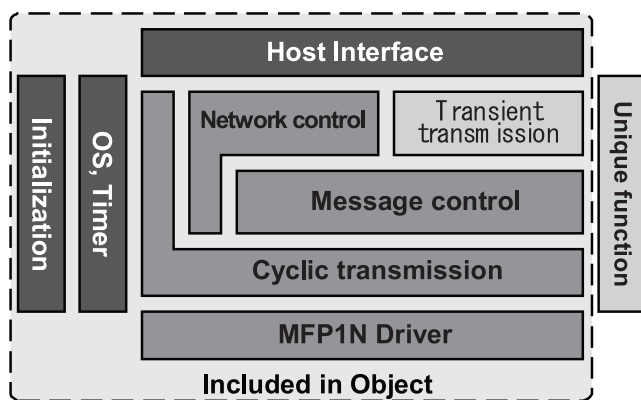 Host Interface
Initialization
OS, Timer
Network control
Transient
transmission
Unique function
Message control
Cyclic transmission
MFP1N Driver
Included in Object